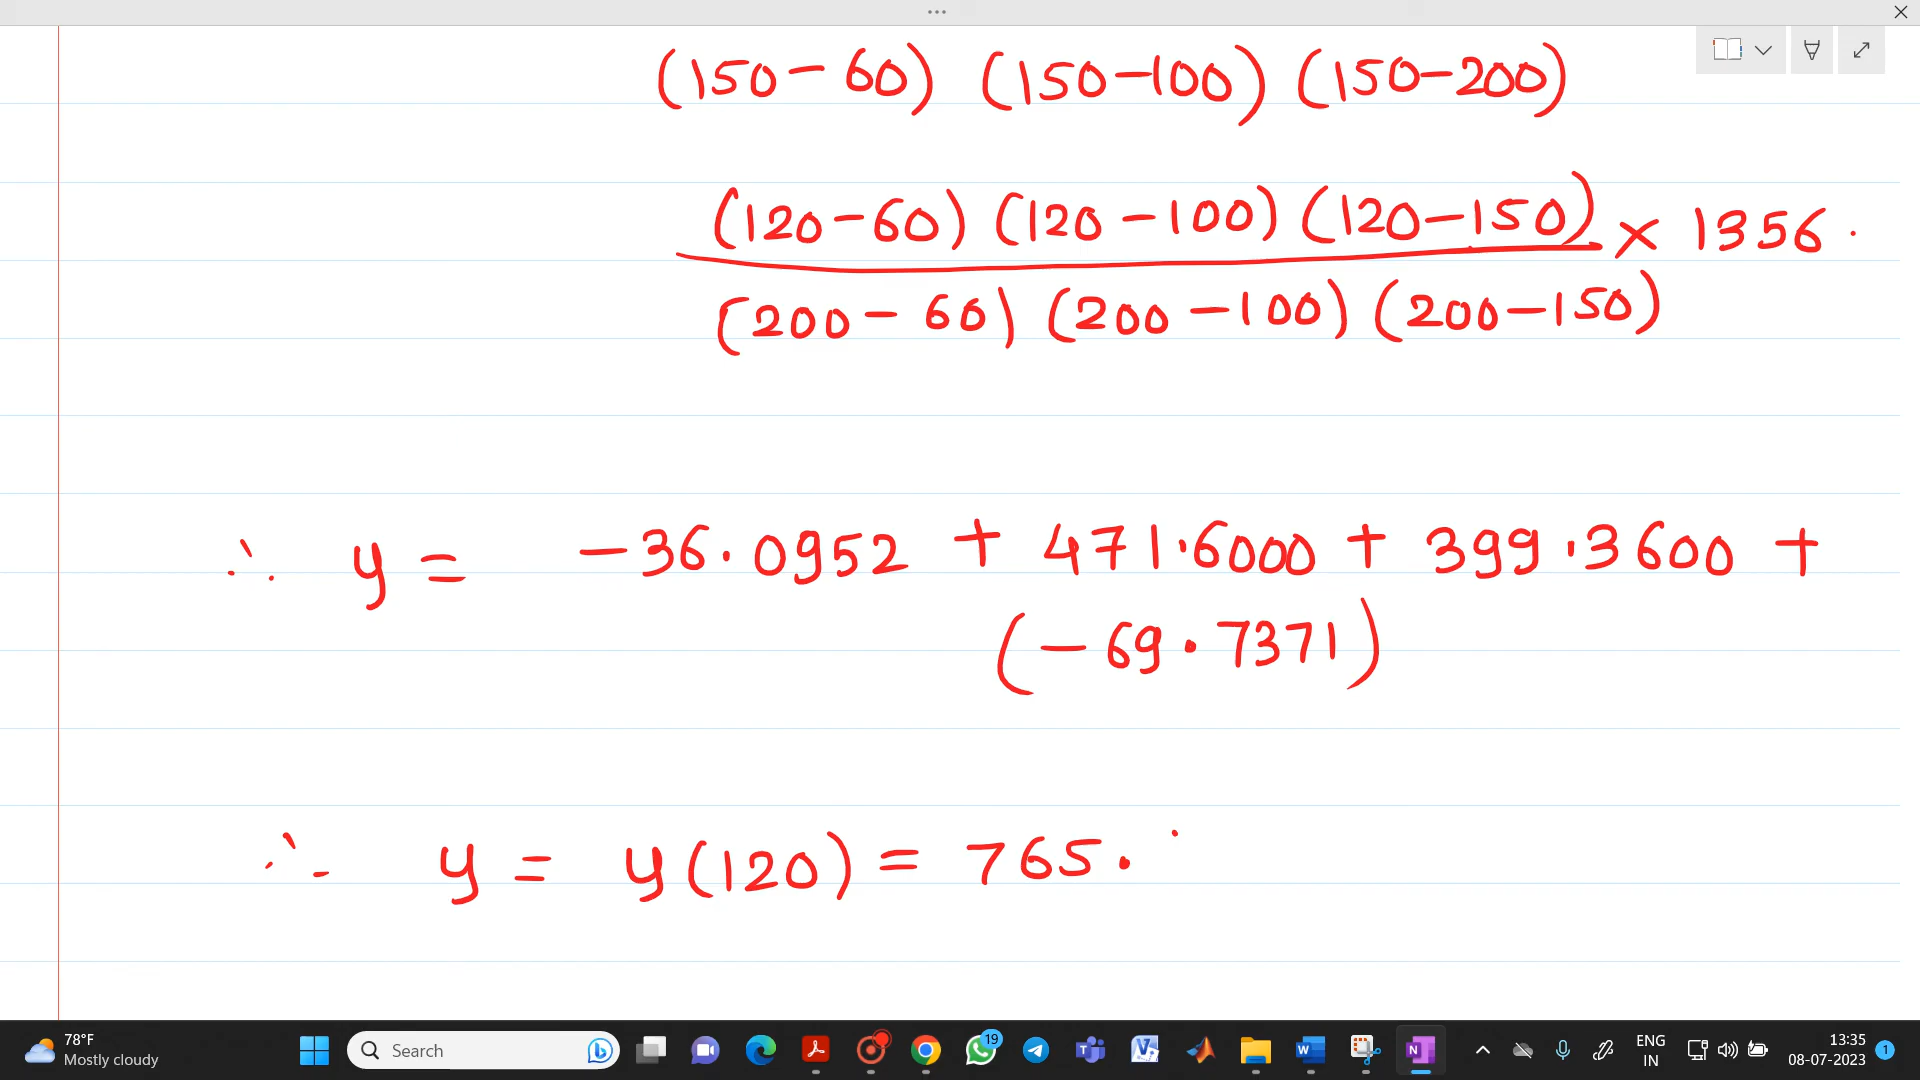 (150-60) (150-100) (150-200)
(120-60) (120-100) (120-150) × 1356.
(200-60) (200-100) (200-150)
∴ y = -36.0952 + 471.6000 + 399.3600 +
(-69.7371)
∴ y = y(120) = 765.
78°F
Mostly cloudy
Search
19
ENG
IN
13:35
08-07-2023
1